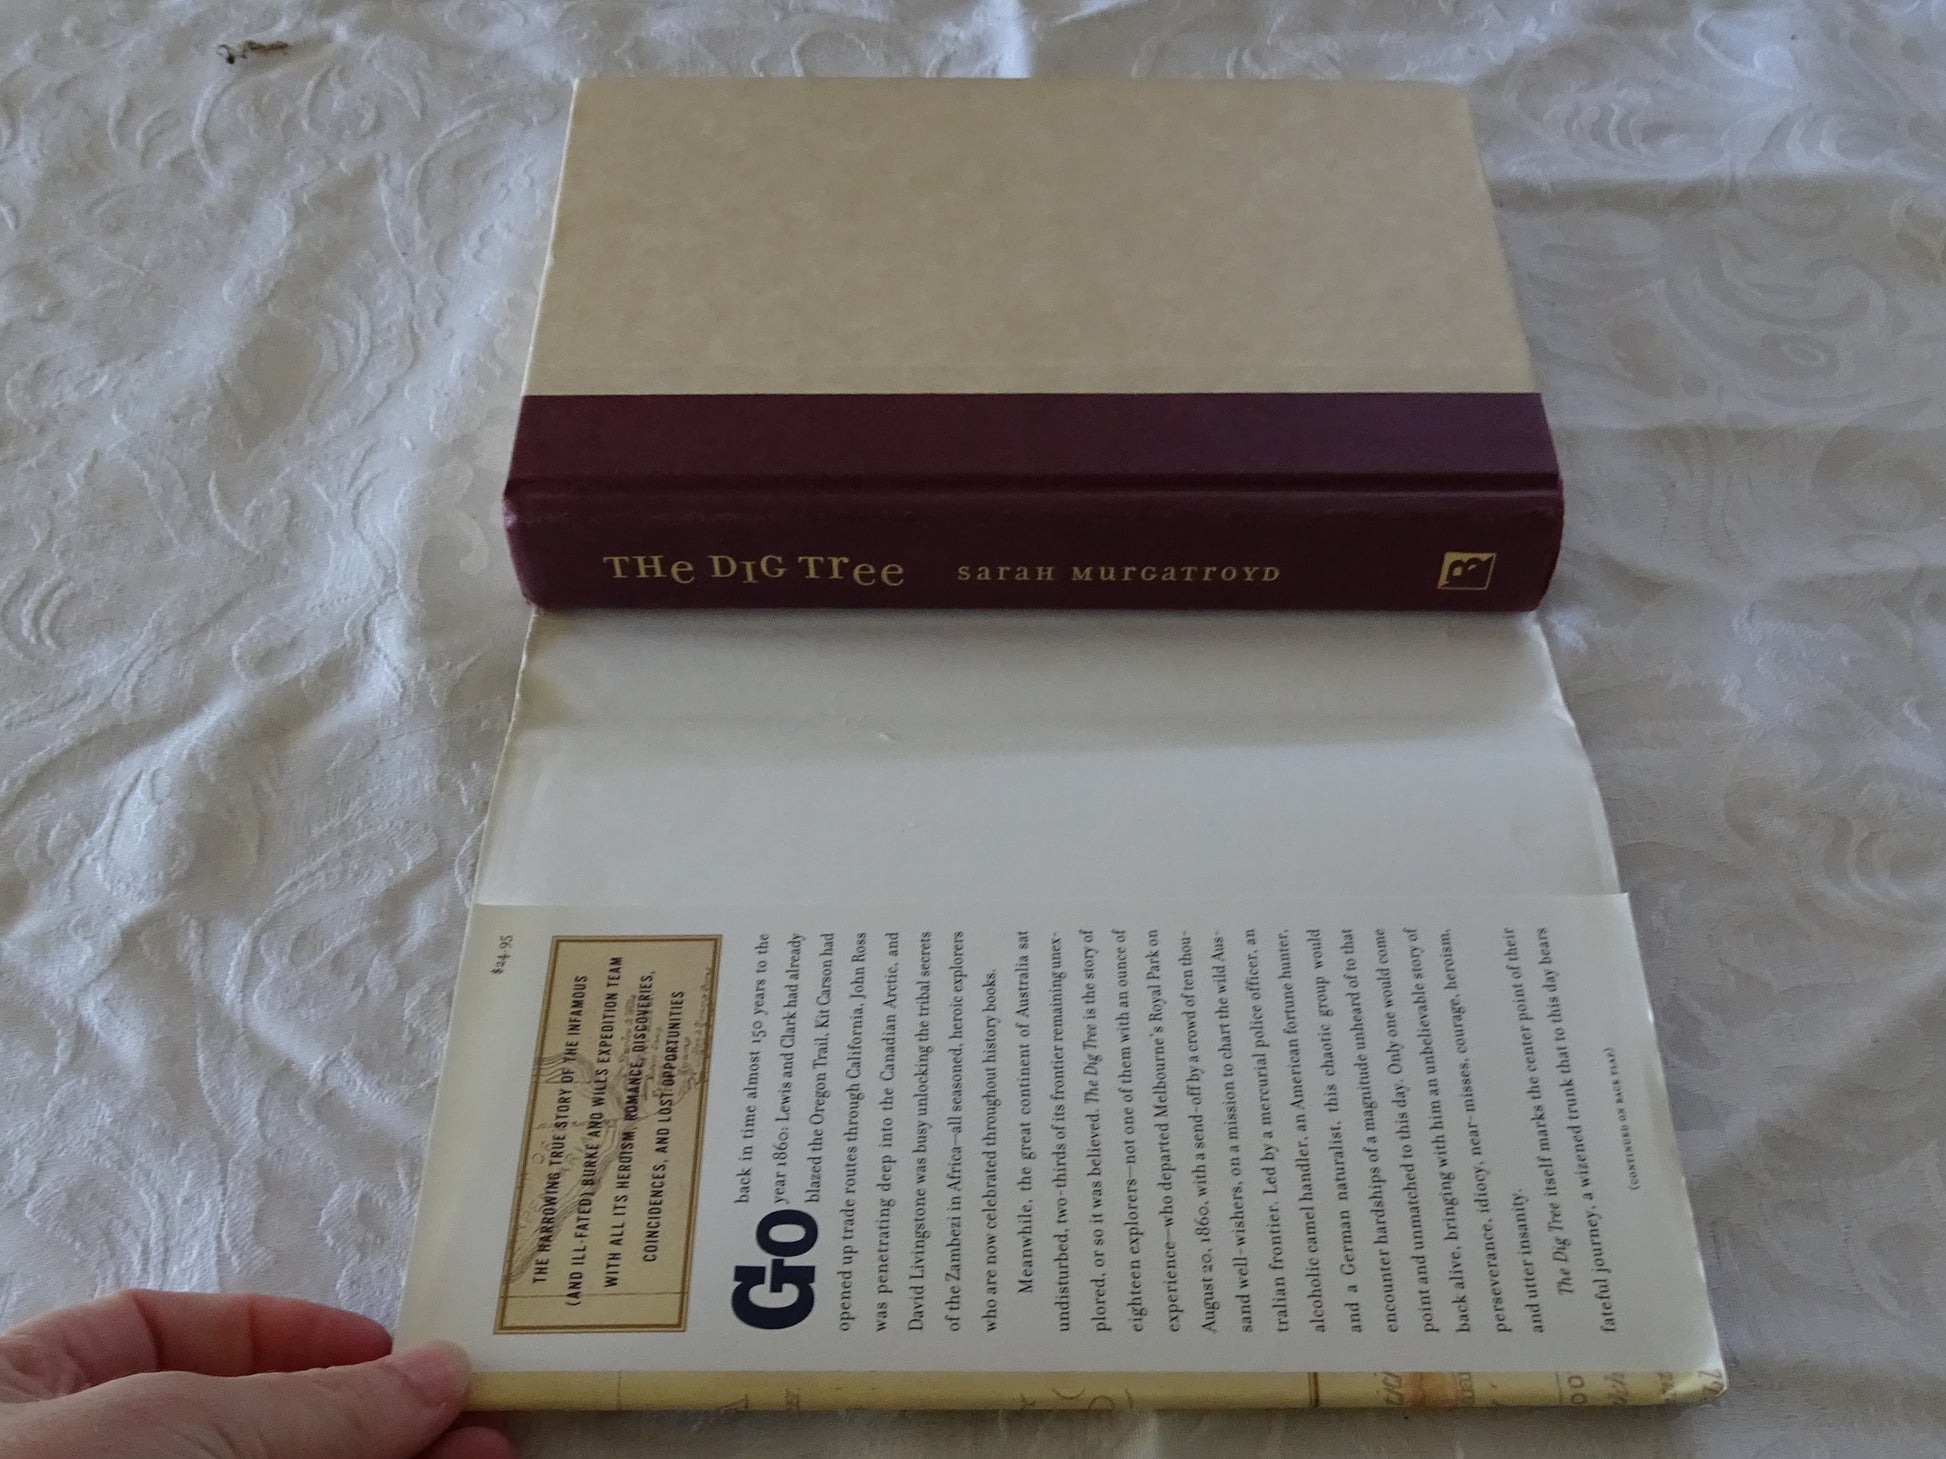 THe DIG Tree
saraH MurGaTroYD
R
$24.95
THE HARROWING TRUE STORY OF THE INFAMOUS
(AND ILL-FATED) BURKE AND WILLS EXPEDITION TEAM
WITH ALL ITS HEROISM, ROMANCE, DISCOVERIES,
COINCIDENCES, AND LOST OPPORTUNITIES
Go back in time almost 150 years to the
year 1860: Lewis and Clark had already
blazed the Oregon Trail, Kit Carson had
opened up trade routes through California, John Ross
was penetrating deep into the Canadian Arctic, and
David Livingstone was busy unlocking the tribal secrets
of the Zambezi in Africa—all seasoned, heroic explorers
who are now celebrated throughout history books.
Meanwhile, the great continent of Australia sat
undisturbed, two-thirds of its frontier remaining unex-
plored, or so it was believed. The Dig Tree is the story of
eighteen explorers—not one of them with an ounce of
experience—who departed Melbourne's Royal Park on
August 20, 1860, with a send-off by a crowd of ten thou-
sand well-wishers, on a mission to chart the wild Aus-
tralian frontier. Led by a mercurial police officer, an
alcoholic camel handler, an American fortune hunter,
and a German naturalist, this chaotic group would
encounter hardships of a magnitude unheard of to that
point and unmatched to this day. Only one would come
back alive, bringing with him an unbelievable story of
perseverance, idiocy, near-misses, courage, heroism,
and utter insanity.
The Dig Tree itself marks the center point of their
fateful journey, a wizened trunk that to this day bears
(CONTINUED ON BACK FLAP)